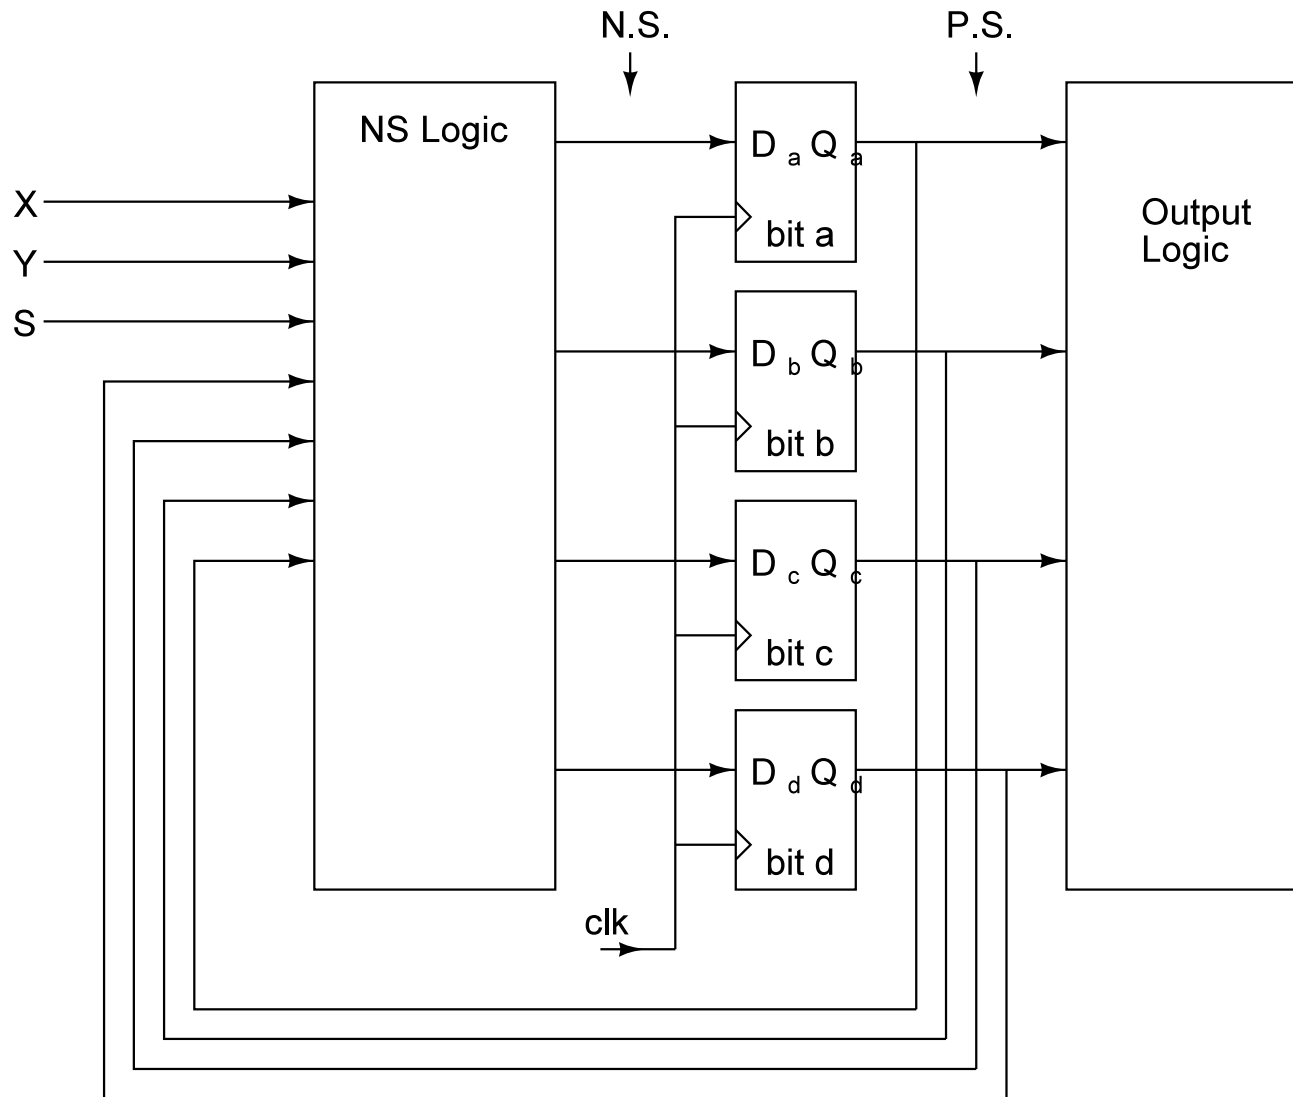 N.S.
P.S.
NS Logic
X
Y
S
D a Q a
bit a
D b Q b
bit b
D c Q c
bit c
D d Q d
bit d
Output
Logic
clk